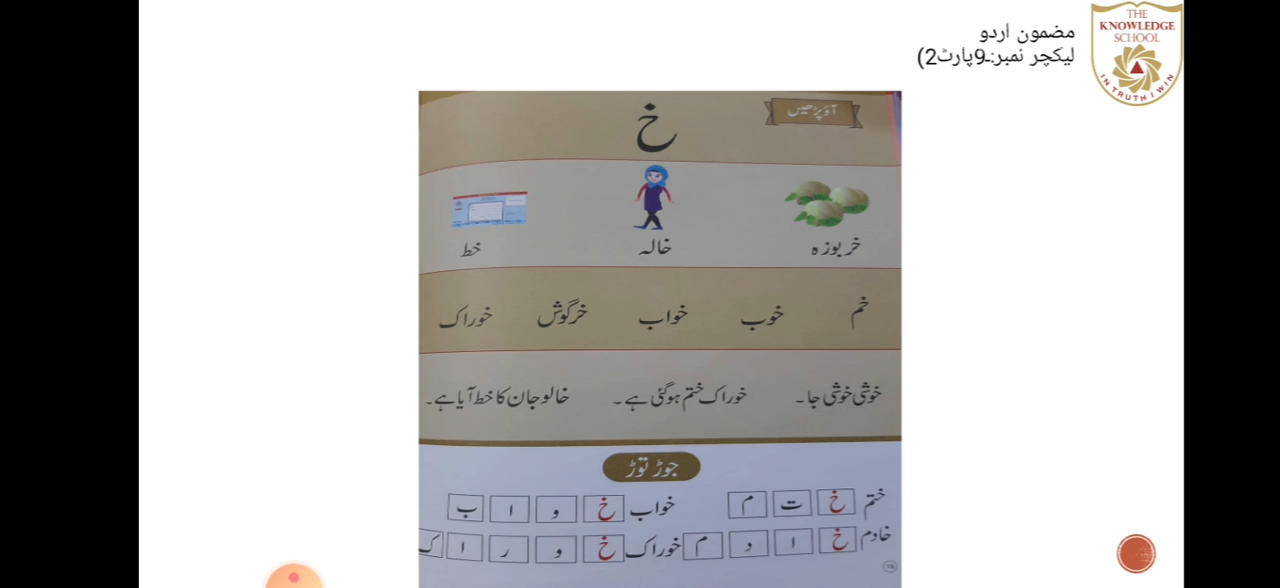 THE
KNOWLEDGE
SCHOOL
IN TRUTH I WIN
مضمون اردو
لیکچر نمبر:۔9پارٹ2)
آؤ پڑھیں
خ
خربوزہ خالہ خط
خم خوب خواب خرگوش خوراک
خوشی خوشی جا۔ خوراک ختم ہوگئی ہے۔ خالو جان کا خط آیا ہے۔
جوڑ توڑ
ختم خ ت م خواب خ و ا ب
خادم خ ا د م خوراک خ و ر ا ک